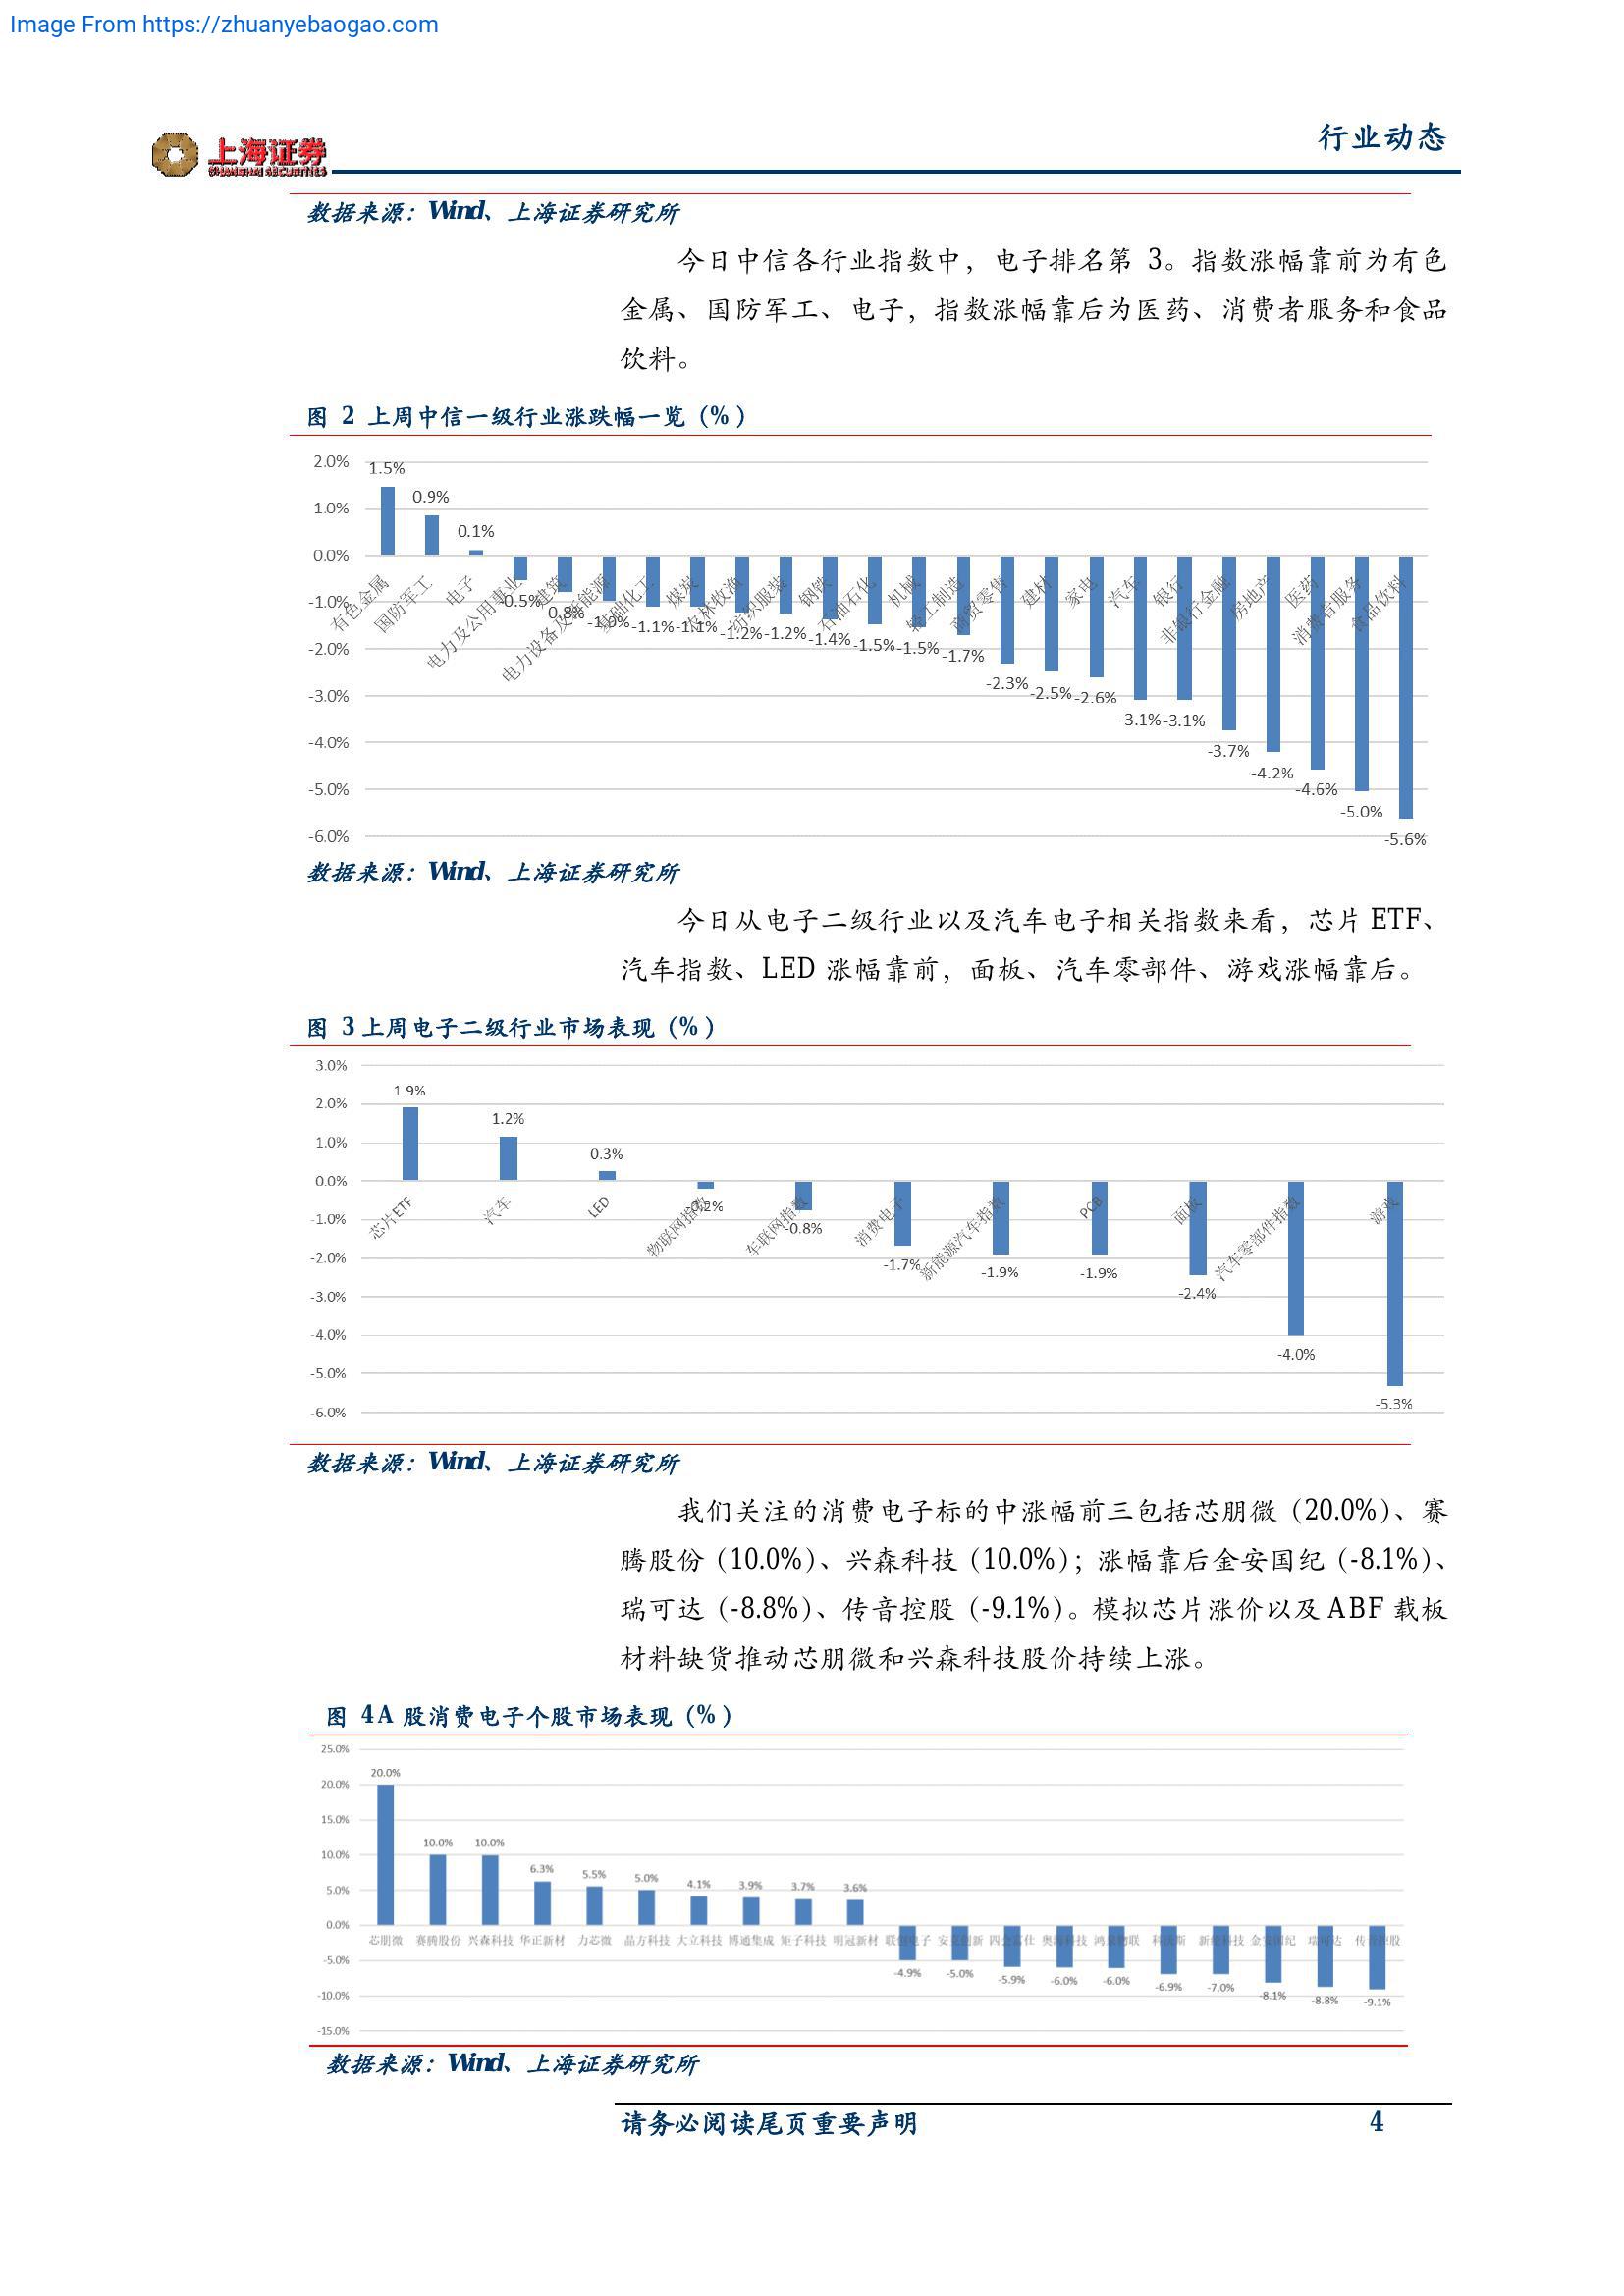 Image From https://zhuanyebaogao.com
行业动态
上海证券
SHANGHAI SECURITIES
数据来源：Wind、上海证券研究所
今日中信各行业指数中，电子排名第 3。指数涨幅靠前为有色
金属、国防军工、电子，指数涨幅靠后为医药、消费者服务和食品
饮料。
图 2 上周中信一级行业涨跌幅一览（%）
2.0%
1.0%
0.0%
-1.0%
-2.0%
-3.0%
-4.0%
-5.0%
-6.0%
1.5% 0.9% 0.1% -0.5% -0.8% -1.0% -1.1% -1.1% -1.2% -1.2% -1.4% -1.5% -1.5% -1.7% -2.3% -2.5% -2.6% -3.1% -3.1% -3.7% -4.2% -4.6% -5.0% -5.6%
有色金属 国防军工 电子 电力及公用事业 建筑 电力设备及新能源 基础化工 煤炭 农林牧渔 纺织服装 钢铁 石油石化 机械 轻工制造 商贸零售 建材 家电 汽车 银行 非银行金融 房地产 医药 消费者服务 食品饮料
数据来源：Wind、上海证券研究所
今日从电子二级行业以及汽车电子相关指数来看，芯片 ETF、
汽车指数、LED 涨幅靠前，面板、汽车零部件、游戏涨幅靠后。
图 3 上周电子二级行业市场表现（%）
3.0%
2.0%
1.0%
0.0%
-1.0%
-2.0%
-3.0%
-4.0%
-5.0%
-6.0%
1.9% 1.2% 0.3% -0.2% -0.8% -1.7% -1.9% -1.9% -2.4% -4.0% -5.3%
芯片ETF 汽车 LED 物联网指数 车联网指数 消费电子 新能源汽车指数 PCB 面板 汽车零部件指数 游戏
数据来源：Wind、上海证券研究所
我们关注的消费电子标的中涨幅前三包括芯朋微（20.0%）、赛
腾股份（10.0%）、兴森科技（10.0%）；涨幅靠后金安国纪（-8.1%）、
瑞可达（-8.8%）、传音控股（-9.1%）。模拟芯片涨价以及 ABF 载板
材料缺货推动芯朋微和兴森科技股价持续上涨。
图 4A 股消费电子个股市场表现（%）
25.0%
20.0%
15.0%
10.0%
5.0%
0.0%
-5.0%
-10.0%
-15.0%
20.0% 10.0% 10.0% 6.3% 5.5% 5.0% 4.1% 3.9% 3.7% 3.6% -4.9% -5.0% -5.9% -6.0% -6.0% -6.9% -7.0% -8.1% -8.8% -9.1%
芯朋微 赛腾股份 兴森科技 华正新材 力芯微 晶方科技 大立科技 博通集成 矩子科技 明冠新材 联创电子 安克创新 四会富仕 奥海科技 鸿泉物联 科沃斯 金安国纪 瑞可达 传音控股
数据来源：Wind、上海证券研究所
请务必阅读尾页重要声明
4